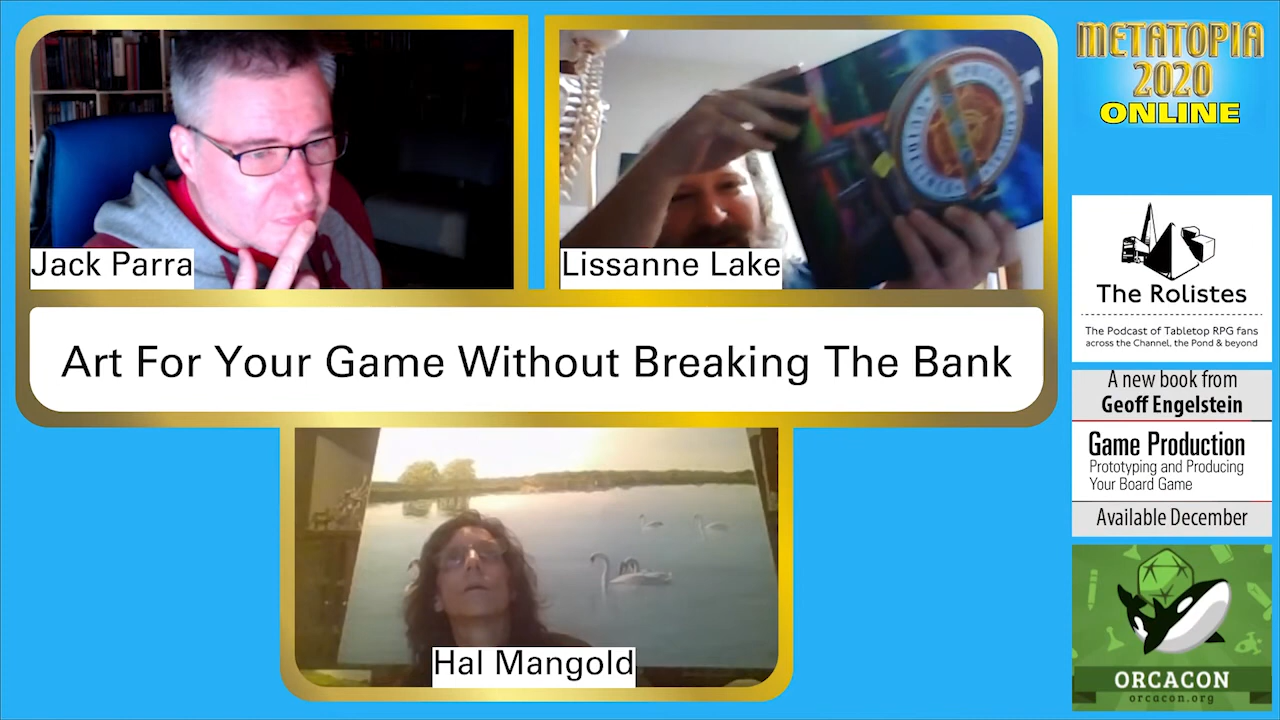 METATOPIA
2020
ONLINE
Jack Parra
Lissanne Lake
Art For Your Game Without Breaking The Bank
Hal Mangold
The Rolistes
The Podcast of Tabletop RPG fans
across the Channel, the Pond & beyond
A new book from
Geoff Engelstein
Game Production
Prototyping and Producing
Your Board Game
Available December
ORCACON
orcacon.org